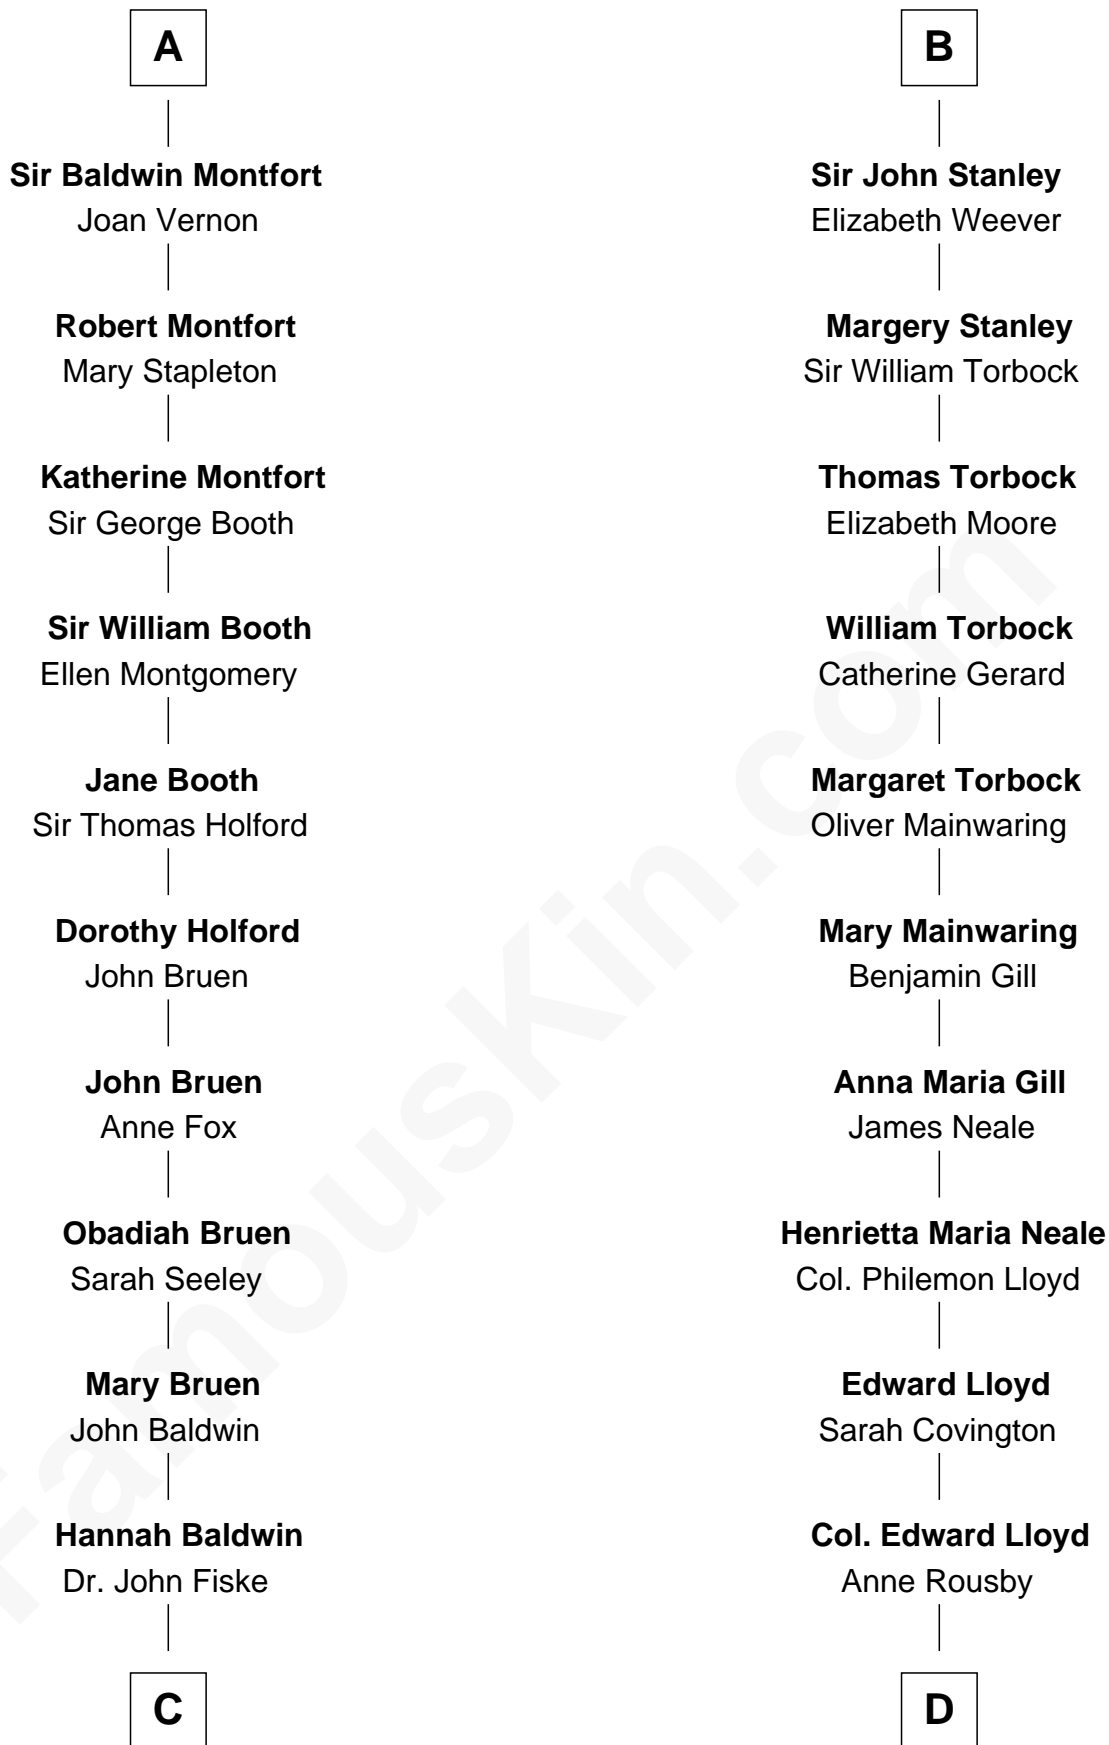 A
Sir Baldwin Montfort
Joan Vernon
Robert Montfort
Mary Stapleton
Katherine Montfort
Sir George Booth
Sir William Booth
Ellen Montgomery
Jane Booth
Sir Thomas Holford
Dorothy Holford
John Bruen
John Bruen
Anne Fox
Obadiah Bruen
Sarah Seeley
Mary Bruen
John Baldwin
Hannah Baldwin
Dr. John Fiske
C
B
Sir John Stanley
Elizabeth Weever
Margery Stanley
Sir William Torbock
Thomas Torbock
Elizabeth Moore
William Torbock
Catherine Gerard
Margaret Torbock
Oliver Mainwaring
Mary Mainwaring
Benjamin Gill
Anna Maria Gill
James Neale
Henrietta Maria Neale
Col. Philemon Lloyd
Edward Lloyd
Sarah Covington
Col. Edward Lloyd
Anne Rousby
D
FamousKin.com